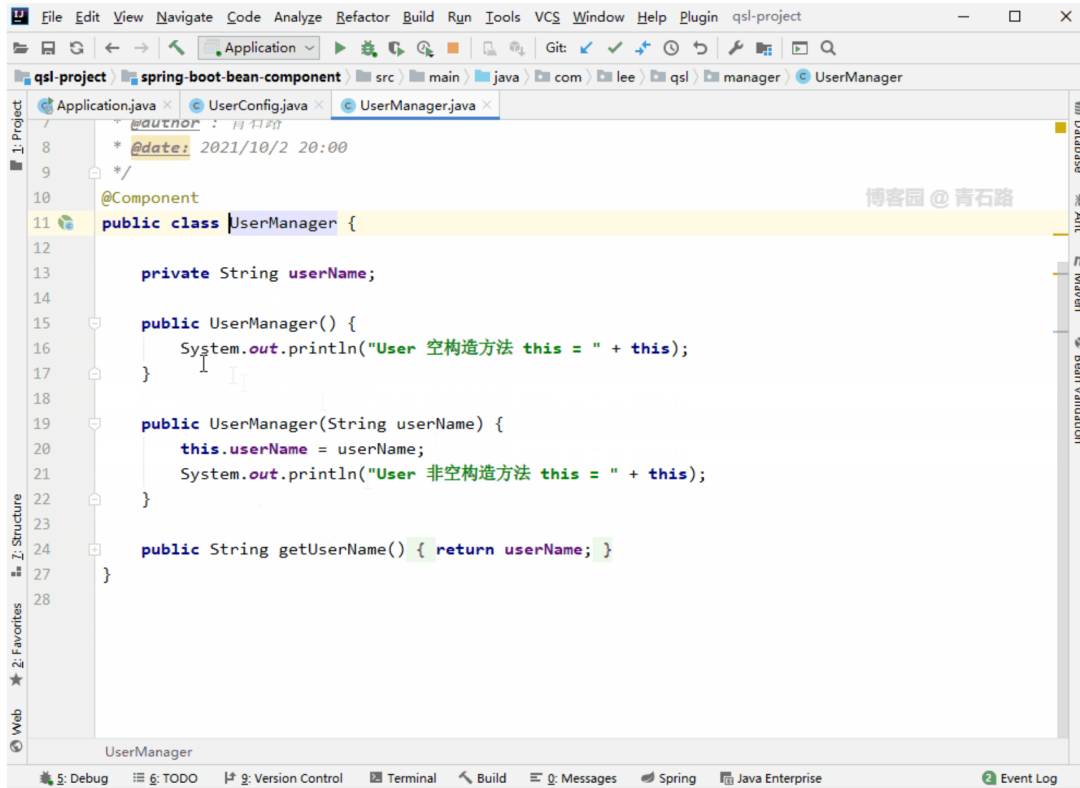 File Edit View Navigate Code Analyze Refactor Build Run Tools VCS Window Help Plugin qsl-project
Application Git:
qsl-project spring-boot-bean-component src main java com lee qsl manager UserManager
Application.java UserConfig.java UserManager.java
7 * @author : 青石路
8 * @date: 2021/10/2 20:00
9 */
10 @Component
博客园 @ 青石路
11 public class UserManager {
12
13 private String userName;
14
15 public UserManager() {
16 System.out.println("User 空构造方法 this = " + this);
17 }
18
19 public UserManager(String userName) {
20 this.userName = userName;
21 System.out.println("User 非空构造方法 this = " + this);
22 }
23
24 public String getUserName() { return userName; }
27 }
28
1: Project
7: Structure
2: Favorites
Web
Database
Ant
Maven
Bean Validation
UserManager
5: Debug 6: TODO 9: Version Control Terminal Build 0: Messages Spring Java Enterprise 2 Event Log